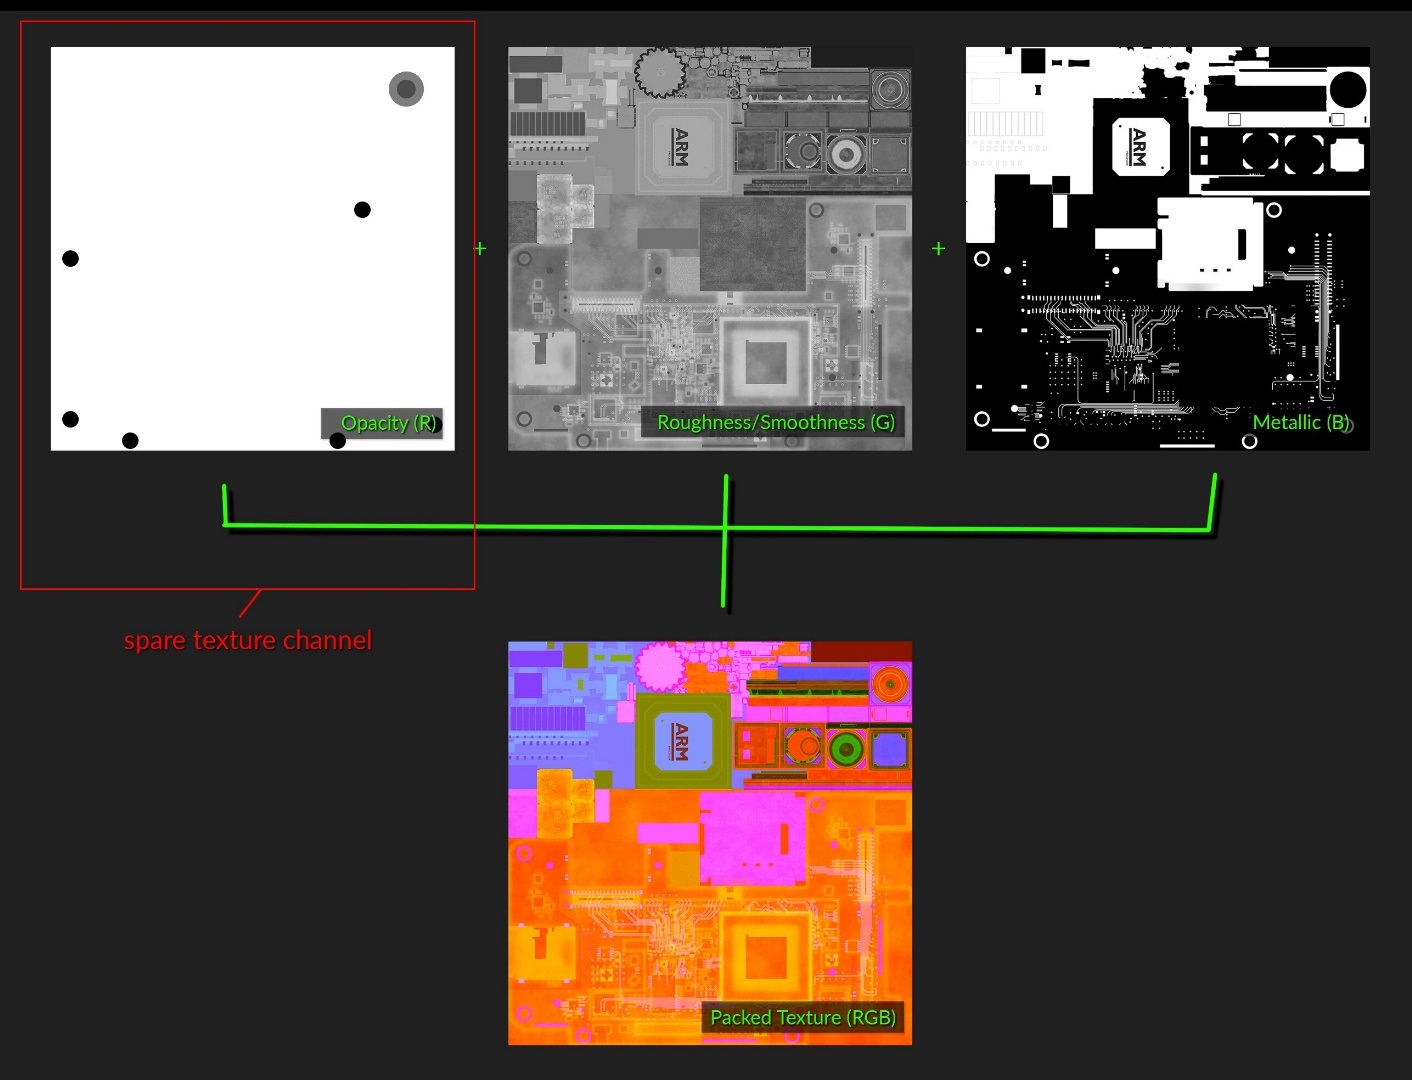 ARM
ARM
Opacity (R)
+
Roughness/Smoothness (G)
+
Metallic (B)
spare texture channel
ARM
Packed Texture (RGB)